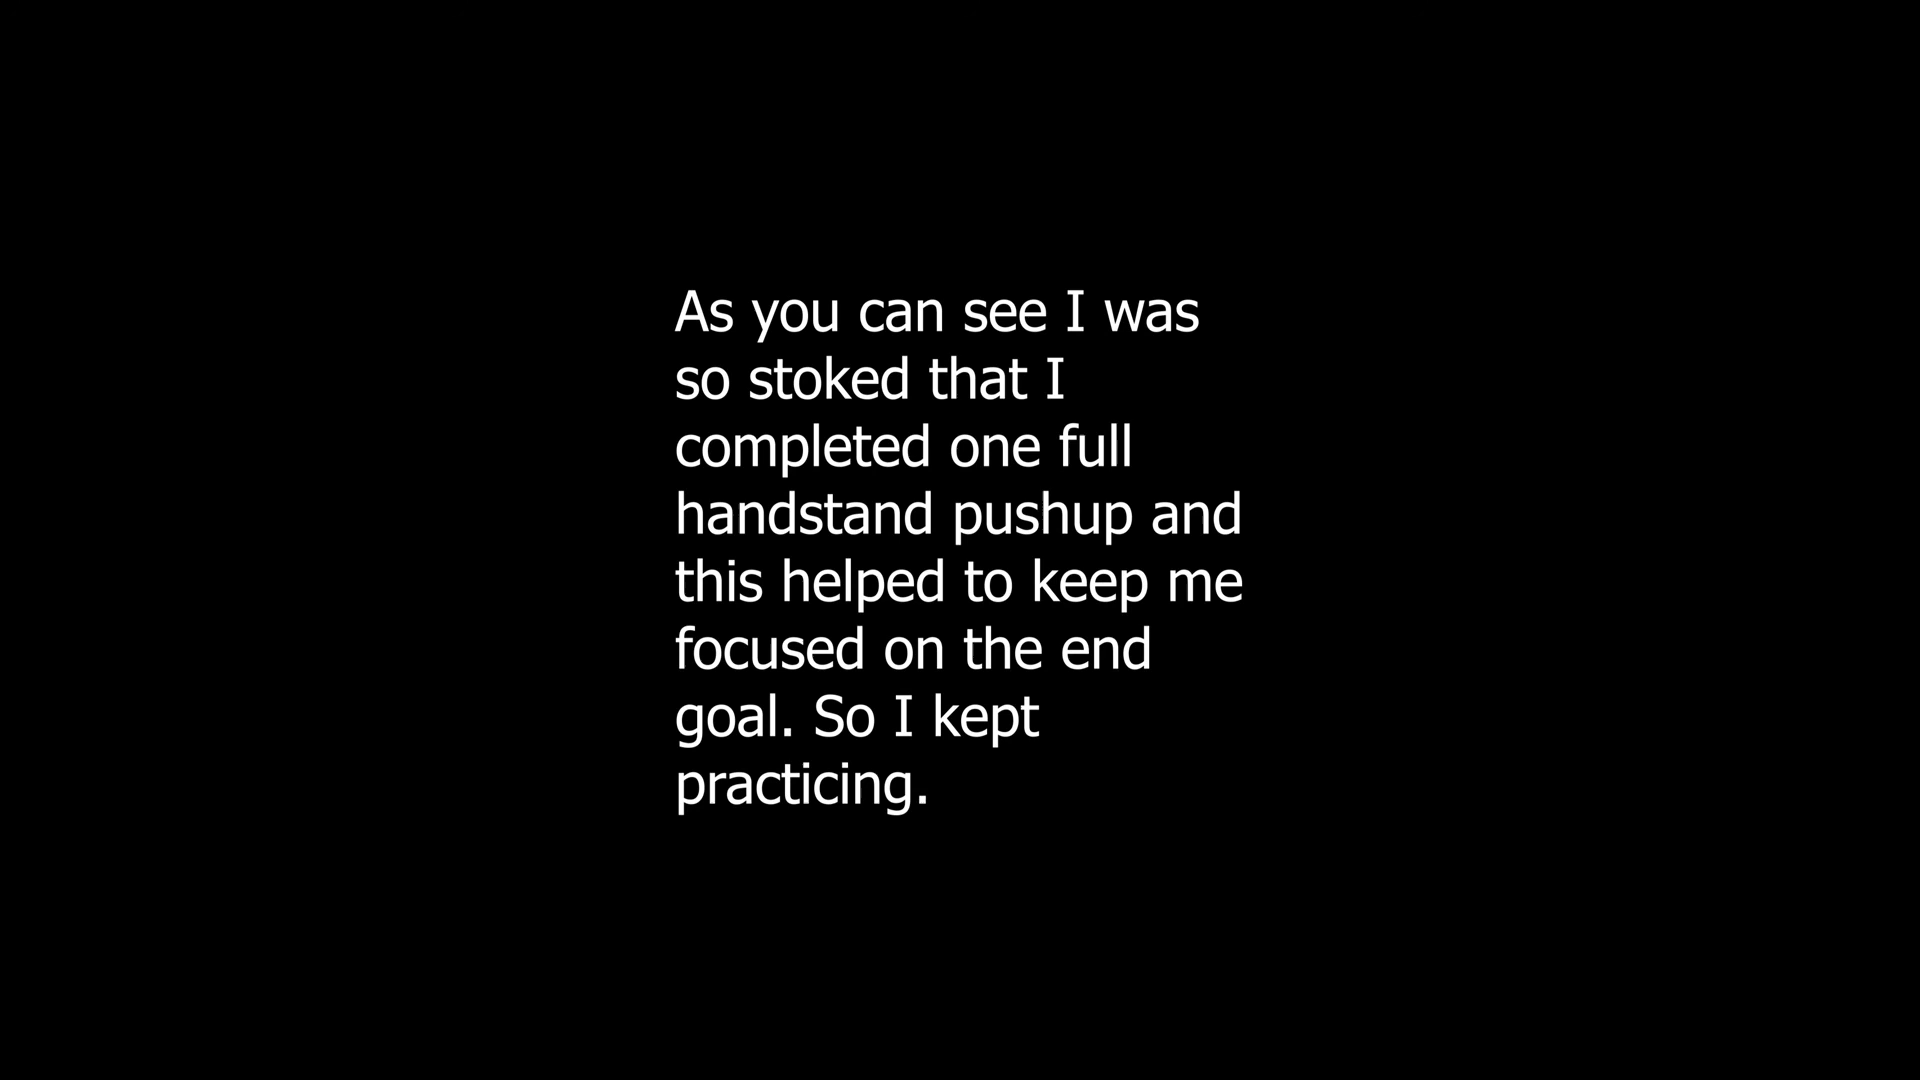 As you can see I was
so stoked that I
completed one full
handstand pushup and
this helped to keep me
focused on the end
goal. So I kept
practicing.